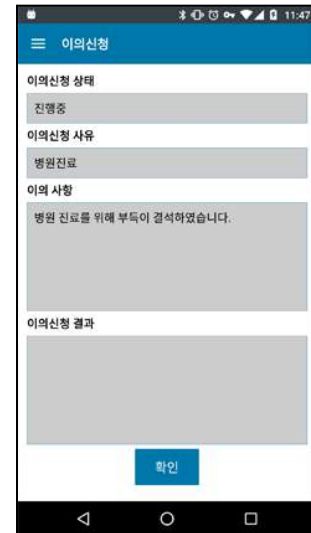 11:47
이의신청
이의신청 상태
진행중
이의신청 사유
병원진료
이의 사항
병원 진료를 위해 부득이 결석하였습니다.
이의신청 결과
확인